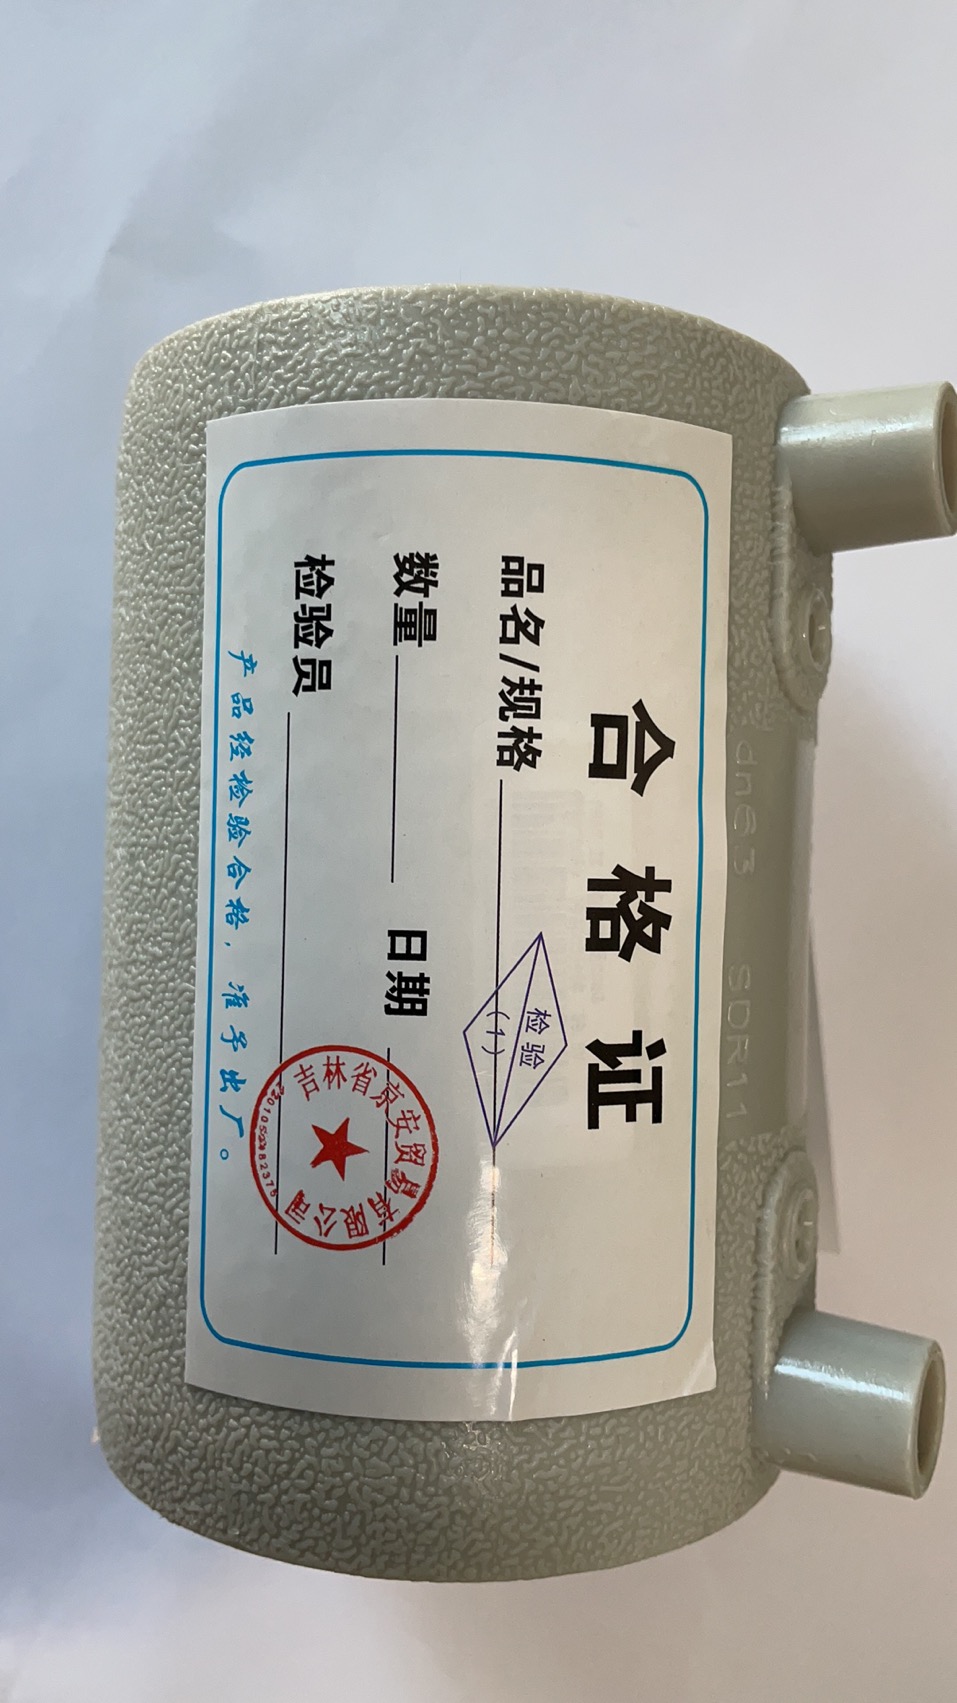 合格证
品名/规格
检验
(1)
数量 日期
检验员
吉林省京安贸易有限公司
产品经检验合格，准予出厂。
dn63 SDR11